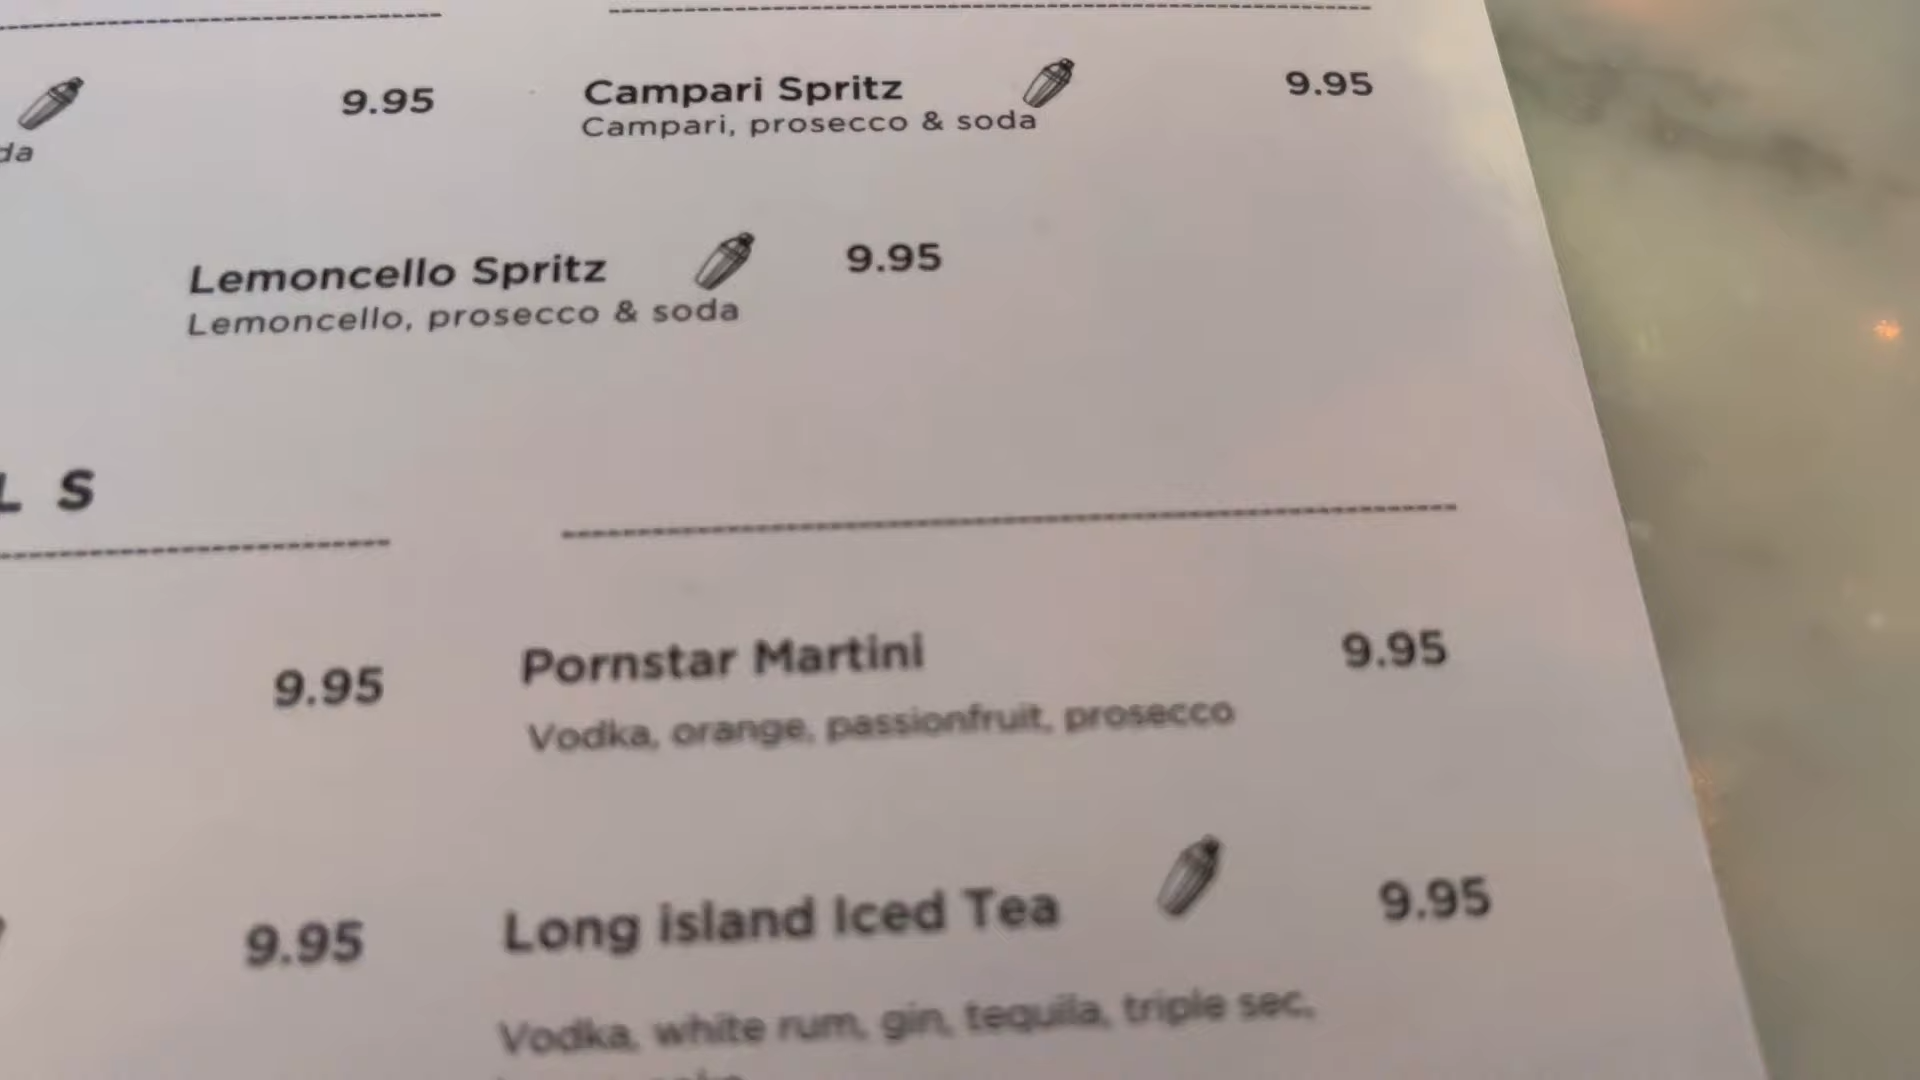 9.95
Campari Spritz 9.95
da
Campari, prosecco & soda
Lemoncello Spritz 9.95
Lemoncello, prosecco & soda
L S
9.95
Pornstar Martini 9.95
Vodka, orange, passionfruit, prosecco
9.95
Long island Iced Tea 9.95
Vodka, white rum, gin, tequila, triple sec,